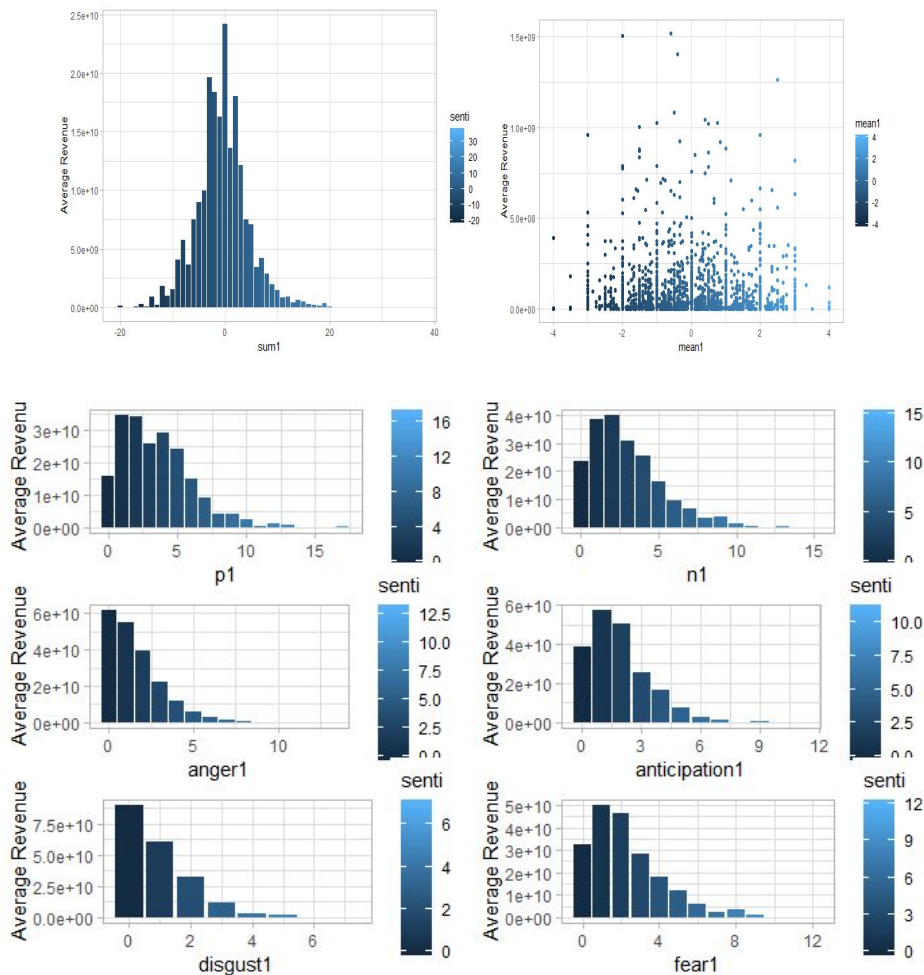 2.5e+10
2.0e+10
1.5e+10
1.0e+10
5.0e+09
0.0e+00
Average Revenue
-20
0
20
40
sum1
senti
30
20
10
0
-10
-20
1.5e+09
1.0e+09
5.0e+08
0.0e+00
Average Revenue
-4
-2
0
2
4
mean1
mean1
4
2
0
-2
-4
3e+10
2e+10
1e+10
0e+00
Average Revenu
0
5
10
15
p1
16
12
8
4
0
4e+10
3e+10
2e+10
1e+10
0e+00
Average Revenu
0
5
10
15
n1
15
10
5
0
6e+10
4e+10
2e+10
0e+00
Average Revenue
0
5
10
anger1
senti
12.5
10.0
7.5
5.0
2.5
0.0
6e+10
4e+10
2e+10
0e+00
Average Revenue
0
3
6
9
12
anticipation1
senti
10.0
7.5
5.0
2.5
0.0
7.5e+10
5.0e+10
2.5e+10
0.0e+00
Average Revenue
0
2
4
6
disgust1
senti
6
4
2
0
5e+10
4e+10
3e+10
2e+10
1e+10
0e+00
Average Revenue
0
4
8
12
fear1
senti
12
9
6
3
0